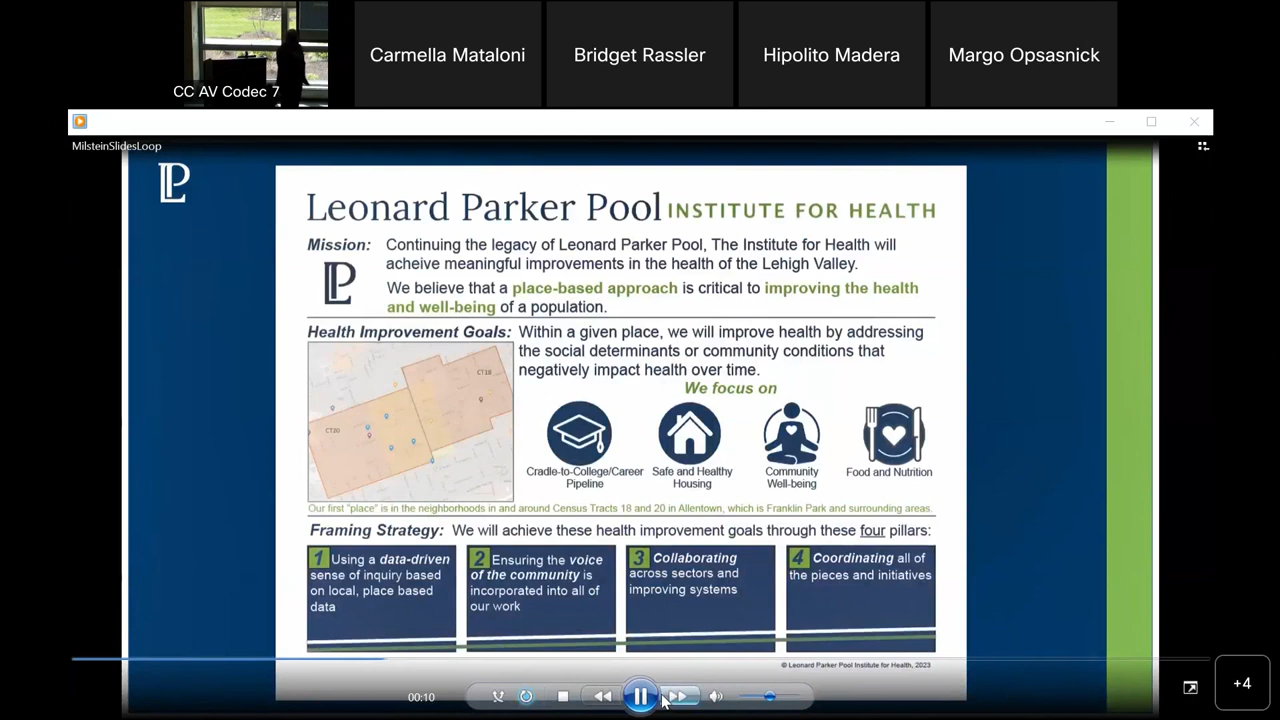 CC AV Codec 7
Carmella Mataloni
Bridget Rassler
Hipolito Madera
Margo Opsasnick
MilsteinSlidesLoop
LP
Leonard Parker Pool INSTITUTE FOR HEALTH
Mission: Continuing the legacy of Leonard Parker Pool, The Institute for Health will
acheive meaningful improvements in the health of the Lehigh Valley.
LP
We believe that a place-based approach is critical to improving the health
and well-being of a population.
Health Improvement Goals: Within a given place, we will improve health by addressing
the social determinants or community conditions that
negatively impact health over time.
We focus on
CT18
CT20
Cradle-to-College/Career
Pipeline
Safe and Healthy
Housing
Community
Well-being
Food and Nutrition
Our first "place" is in the neighborhoods in and around Census Tracts 18 and 20 in Allentown, which is Franklin Park and surrounding areas.
Framing Strategy: We will achieve these health improvement goals through these four pillars:
1 Using a data-driven
sense of inquiry based
on local, place based
data
2 Ensuring the voice
of the community is
incorporated into all of
our work
3 Collaborating
across sectors and
improving systems
4 Coordinating all of
the pieces and initiatives
© Leonard Parker Pool Institute for Health, 2023
00:10
+4